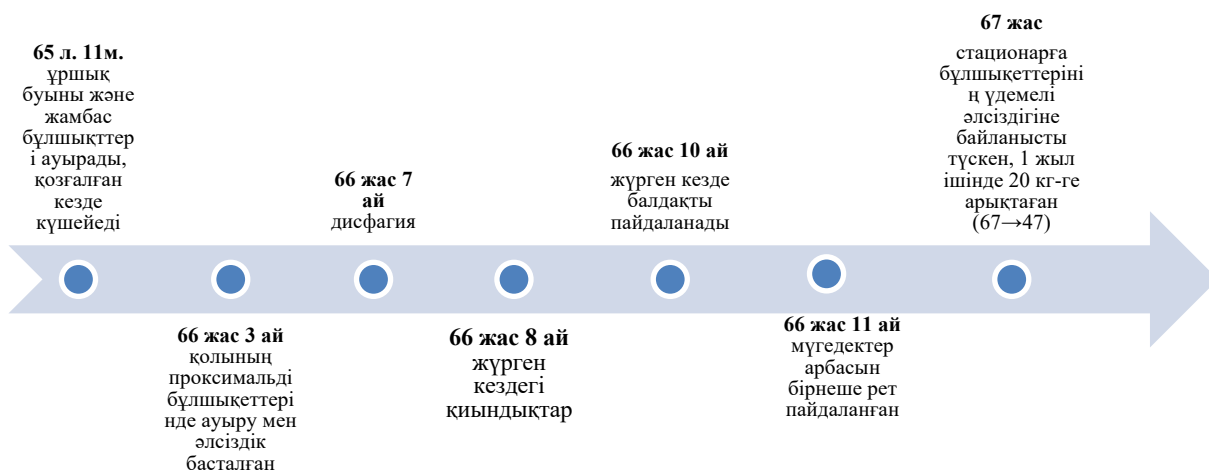 65 л. 11м.
ұршық
буыны және
жамбас
бұлшықттер
і ауырады,
қозғалған
кезде
күшейеді
66 жас 3 ай
қолының
проксимальді
бұлшықеттері
нде ауыру мен
әлсіздік
басталған
66 жас 7
ай
дисфагия
66 жас 8 ай
жүрген
кездегі
қиындықтар
66 жас 10 ай
жүрген кезде
балдақты
пайдаланады
66 жас 11 ай
мүгедектер
арбасын
бірнеше рет
пайдаланған
67 жас
стационарға
бұлшықеттеріні
ң үдемелі
әлсіздігіне
байланысты
түскен, 1 жыл
ішінде 20 кг-ге
арықтаған
(67→47)